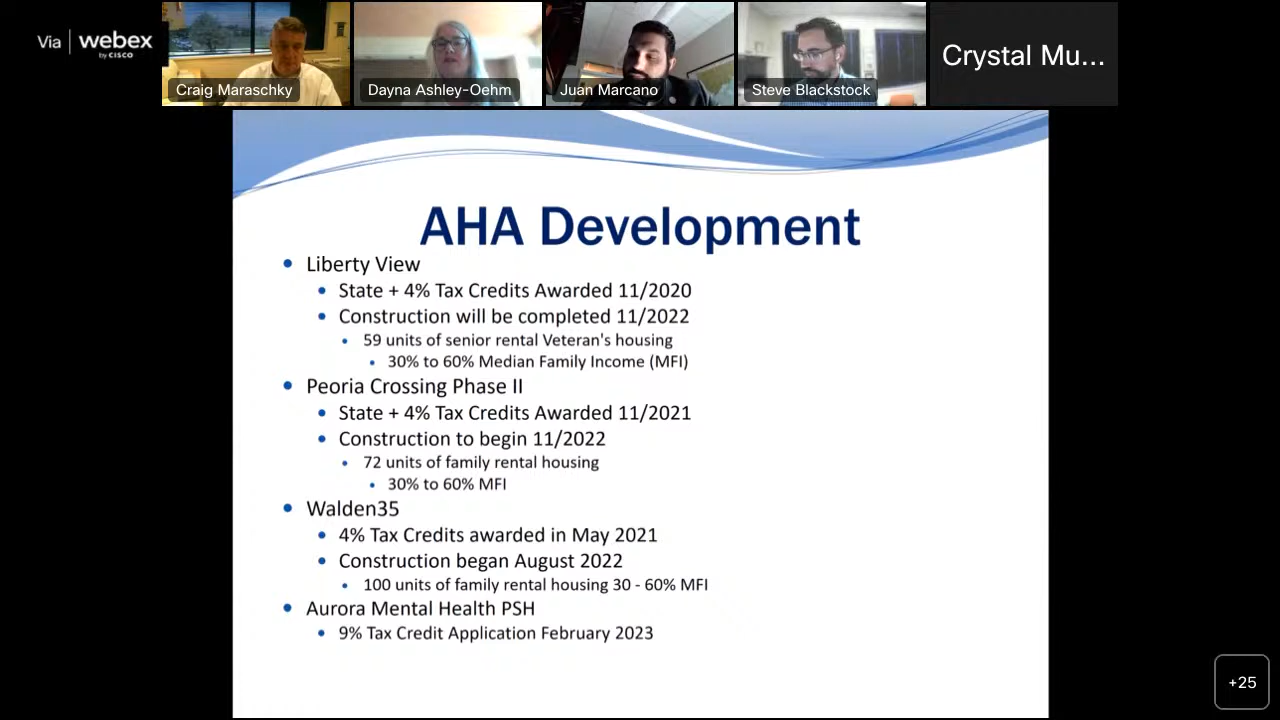 Via | webex
by CISCO
Craig Maraschky
Dayna Ashley-Oehm
Juan Marcano
Steve Blackstock
Crystal Mu...
AHA Development
• Liberty View
• State + 4% Tax Credits Awarded 11/2020
• Construction will be completed 11/2022
• 59 units of senior rental Veteran's housing
• 30% to 60% Median Family Income (MFI)
• Peoria Crossing Phase II
• State + 4% Tax Credits Awarded 11/2021
• Construction to begin 11/2022
• 72 units of family rental housing
• 30% to 60% MFI
• Walden35
• 4% Tax Credits awarded in May 2021
• Construction began August 2022
• 100 units of family rental housing 30 - 60% MFI
• Aurora Mental Health PSH
• 9% Tax Credit Application February 2023
+25